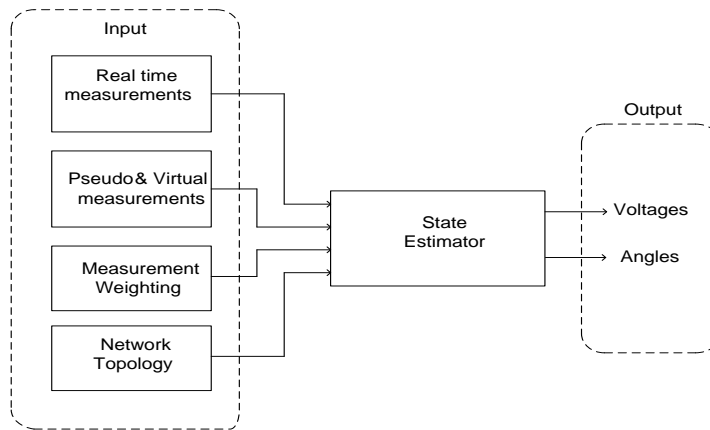 Input
Real time
measurements
Pseudo & Virtual
measurements
Measurement
Weighting
Network
Topology
State
Estimator
Output
Voltages
Angles